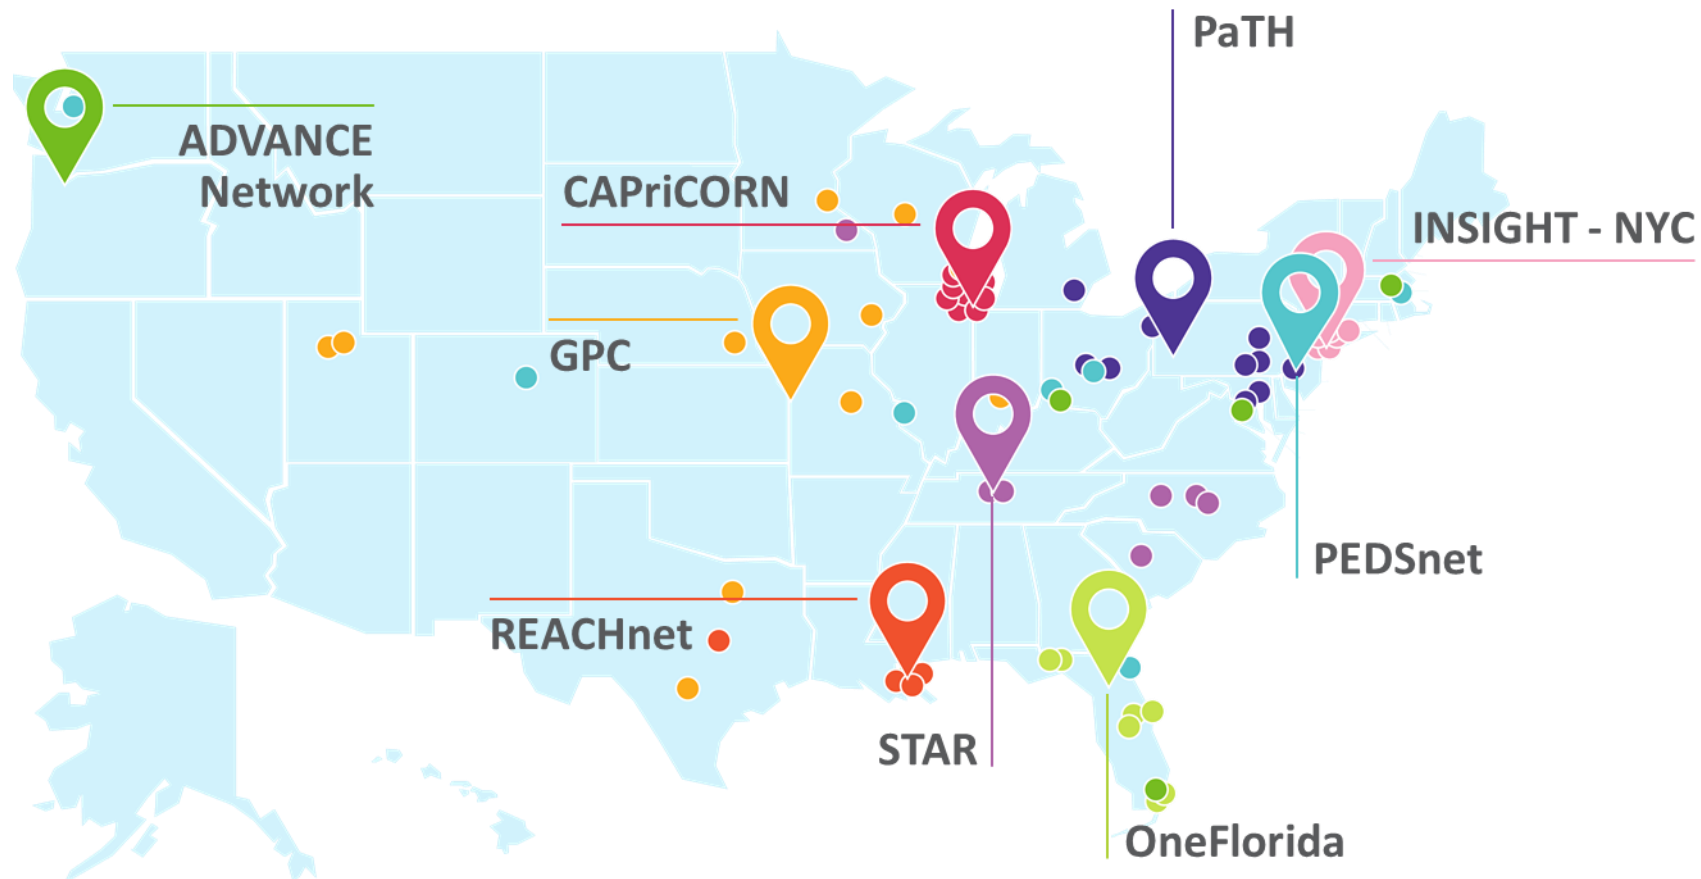 PaTH
ADVANCE
Network
CAPriCORN
INSIGHT - NYC
GPC
PEDSnet
REACHnet
STAR
OneFlorida